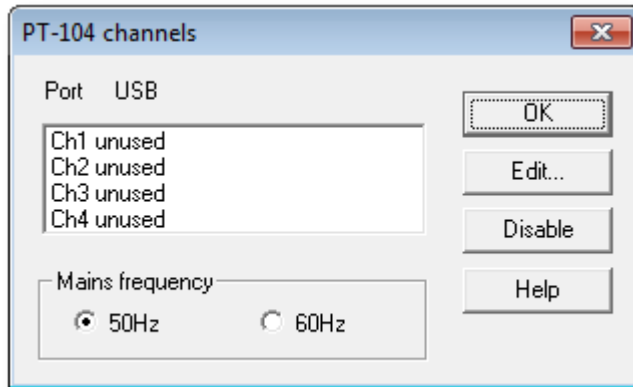 PT-104 channels
Port USB
Ch1 unused
Ch2 unused
Ch3 unused
Ch4 unused
Mains frequency
50Hz 60Hz
OK
Edit...
Disable
Help